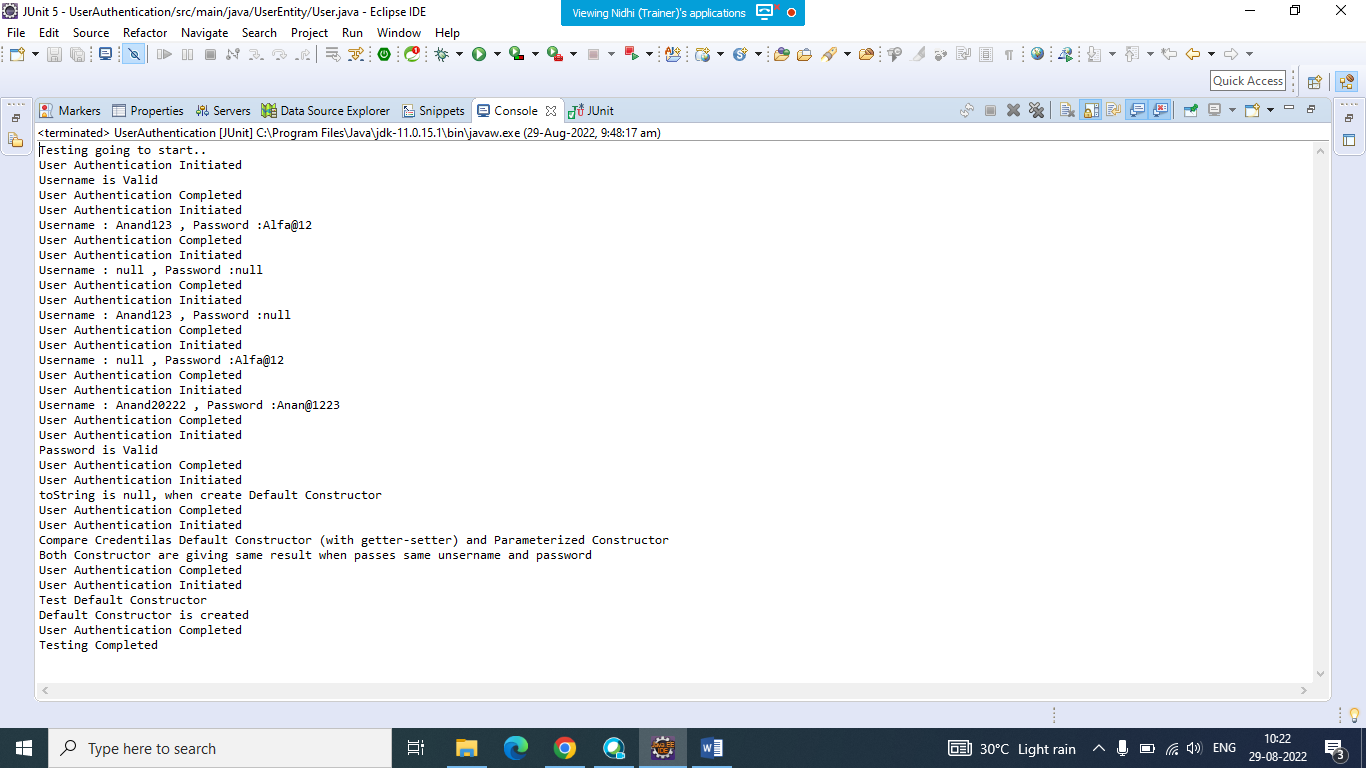 JUnit 5 - UserAuthentication/src/main/java/UserEntity/User.java - Eclipse IDE
Viewing Nidhi (Trainer)'s applications
File Edit Source Refactor Navigate Search Project Run Window Help
Quick Access
Markers Properties Servers Data Source Explorer Snippets Console JUnit
<terminated> UserAuthentication [JUnit] C:\Program Files\Java\jdk-11.0.15.1\bin\javaw.exe (29-Aug-2022, 9:48:17 am)
Testing going to start..
User Authentication Initiated
Username is Valid
User Authentication Completed
User Authentication Initiated
Username : Anand123 , Password :Alfa@12
User Authentication Completed
User Authentication Initiated
Username : null , Password :null
User Authentication Completed
User Authentication Initiated
Username : Anand123 , Password :null
User Authentication Completed
User Authentication Initiated
Username : null , Password :Alfa@12
User Authentication Completed
User Authentication Initiated
Username : Anand20222 , Password :Anan@1223
User Authentication Completed
User Authentication Initiated
Password is Valid
User Authentication Completed
User Authentication Initiated
toString is null, when create Default Constructor
User Authentication Completed
User Authentication Initiated
Compare Credentilas Default Constructor (with getter-setter) and Parameterized Constructor
Both Constructor are giving same result when passes same unsername and password
User Authentication Completed
User Authentication Initiated
Test Default Constructor
Default Constructor is created
User Authentication Completed
Testing Completed
Type here to search
30°C Light rain
ENG
10:22
29-08-2022
3